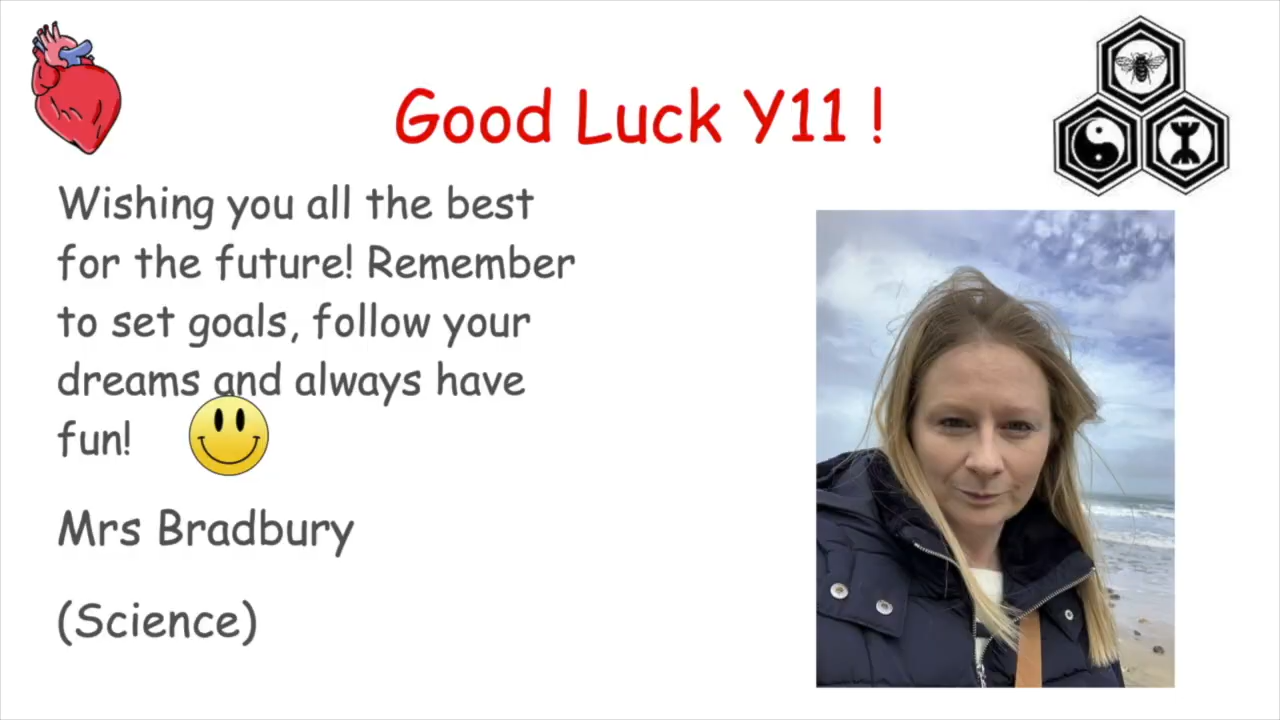 Good Luck Y11 !
Wishing you all the best
for the future! Remember
to set goals, follow your
dreams and always have
fun!
Mrs Bradbury
(Science)